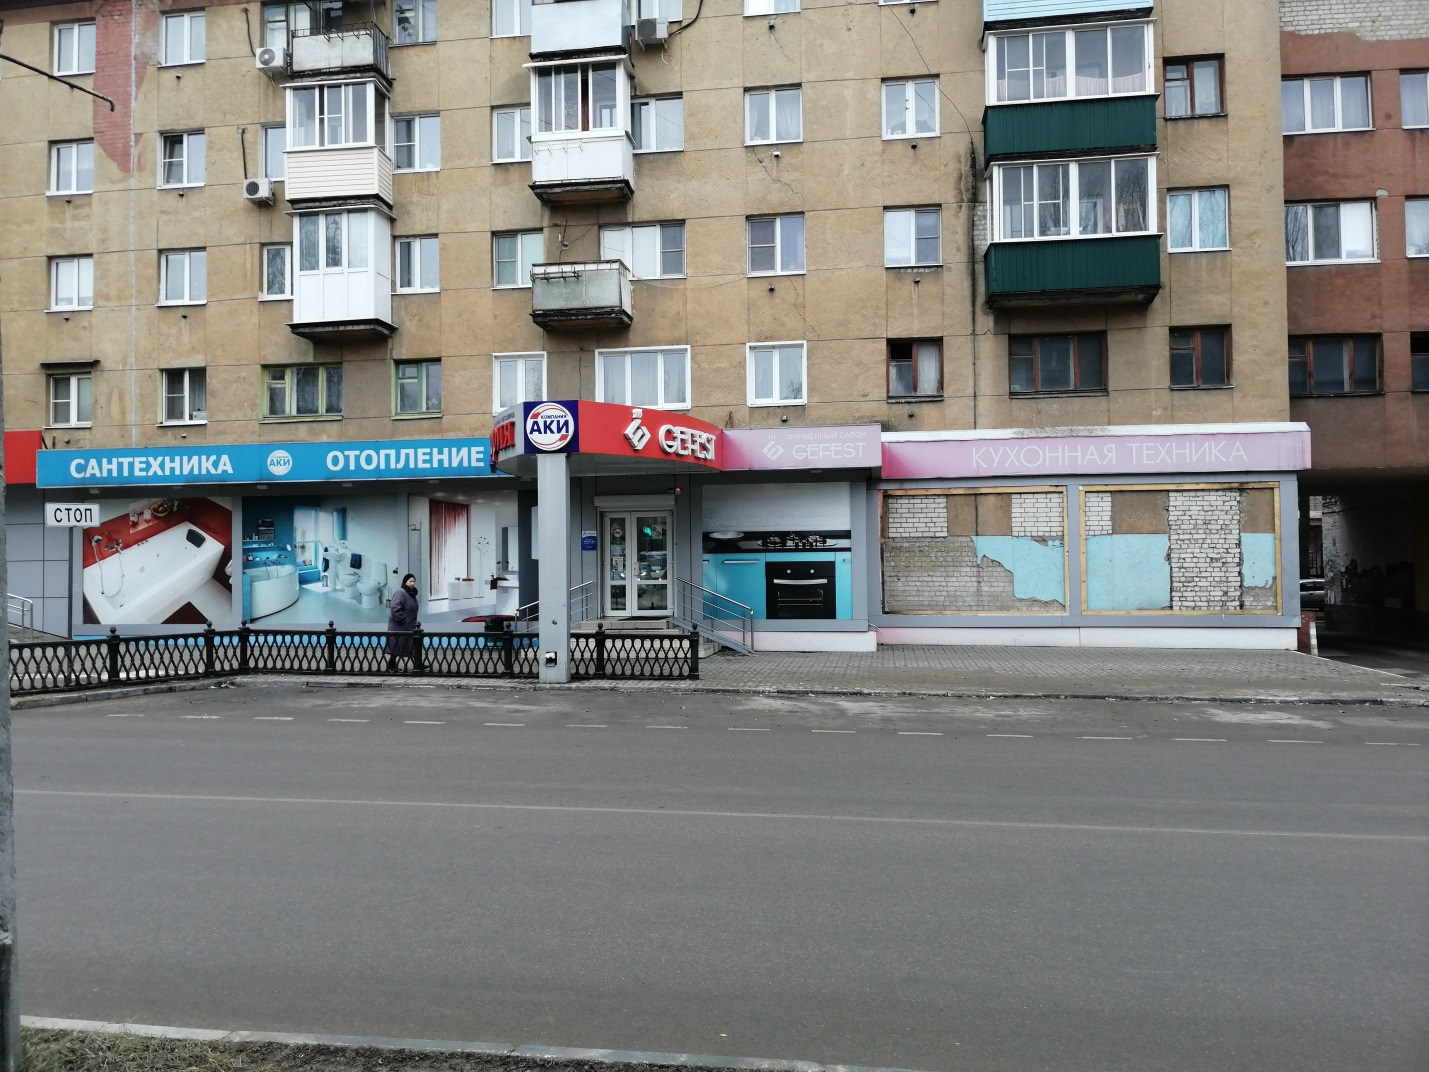 САНТЕХНИКА
АКИ
ОТОПЛЕНИЕ
КОМПАНИЯ
АКИ
GEFEST
ФИРМЕННЫЙ САЛОН
GEFEST
КУХОННАЯ ТЕХНИКА
СТОП